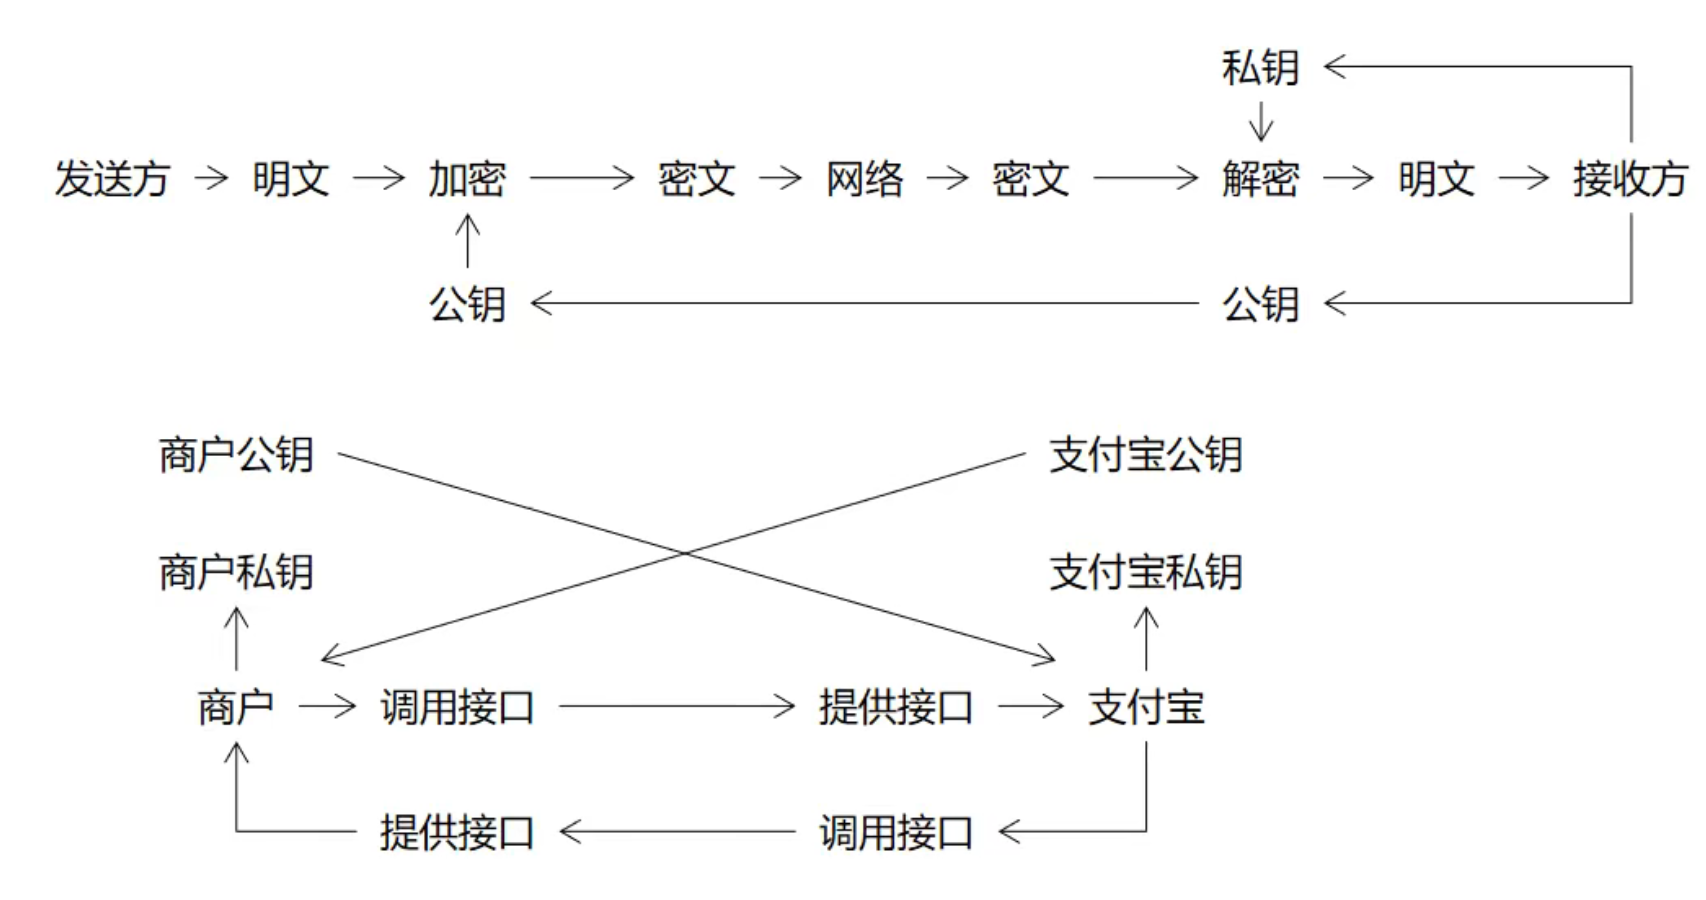 私钥
发送方 明文 加密 密文 网络 密文 解密 明文 接收方
公钥 公钥
商户公钥 支付宝公钥
商户私钥 支付宝私钥
商户 调用接口 提供接口 支付宝
提供接口 调用接口